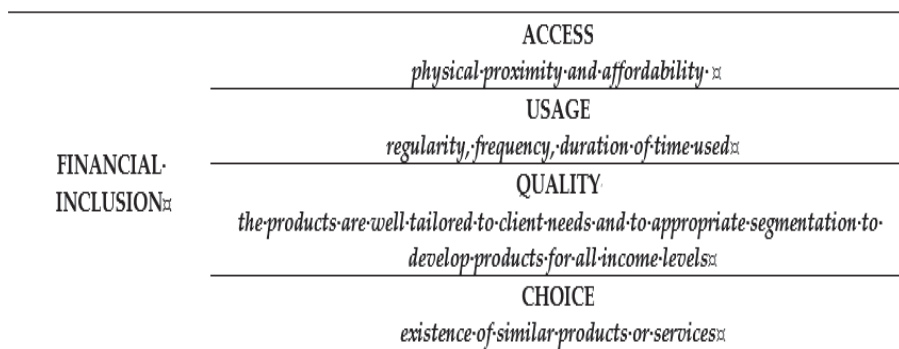 ACCESS
physical·proximity·and·affordability·¤
USAGE
regularity,·frequency,·duration·of·time·used¤
FINANCIAL·
INCLUSION¤
QUALITY
the·products·are·well·tailored·to·client·needs·and·to·appropriate·segmentation·to·
develop·products·for·all·income·levels¤
CHOICE
existence·of·similar·products·or·services¤